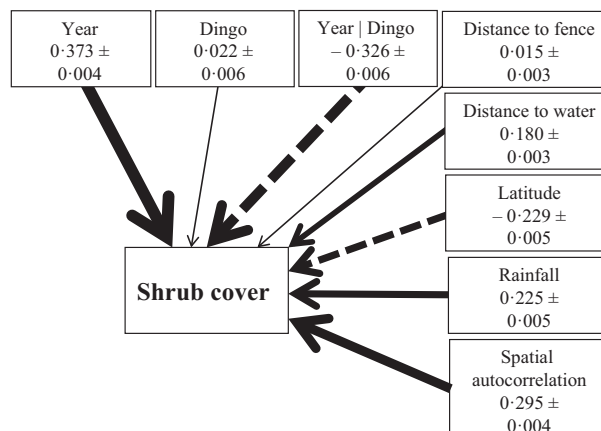 Year
0·373 ±
0·004
Dingo
0·022 ±
0·006
Year | Dingo
– 0·326 ±
0·006
Distance to fence
0·015 ±
0·003
Distance to water
0·180 ±
0·003
Latitude
– 0·229 ±
0·005
Shrub cover
Rainfall
0·225 ±
0·005
Spatial
autocorrelation
0·295 ±
0·004